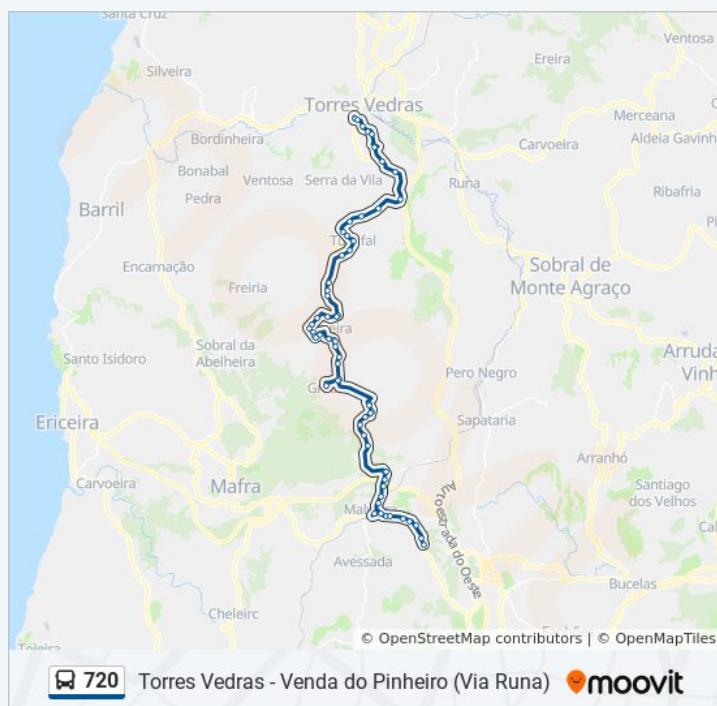 Santa Cruz
Ventosa
Silveira
Ereira
Torres Vedras
Merceana
Bordinheira
Carvoeira
Aldeia Gavinh
Bonabal
Ventosa
Serra da Vila
Runa
Pedra
Ribafria
Barril
Encarnação
Sobral de
Monte Agraço
Freiria
Santo Isidoro
Sobral da
Abelheira
Arruda
Vinh
Pero Negro
Ericeira
Sapataria
Arranhó
Mafra
Carvoeira
Santiago
dos Velhos
Autoestrada do Oeste
Avessada
Bucelas
Cheleirc
© OpenStreetMap contributors | © OpenMapTiles
720 Torres Vedras - Venda do Pinheiro (Via Runa) moovit